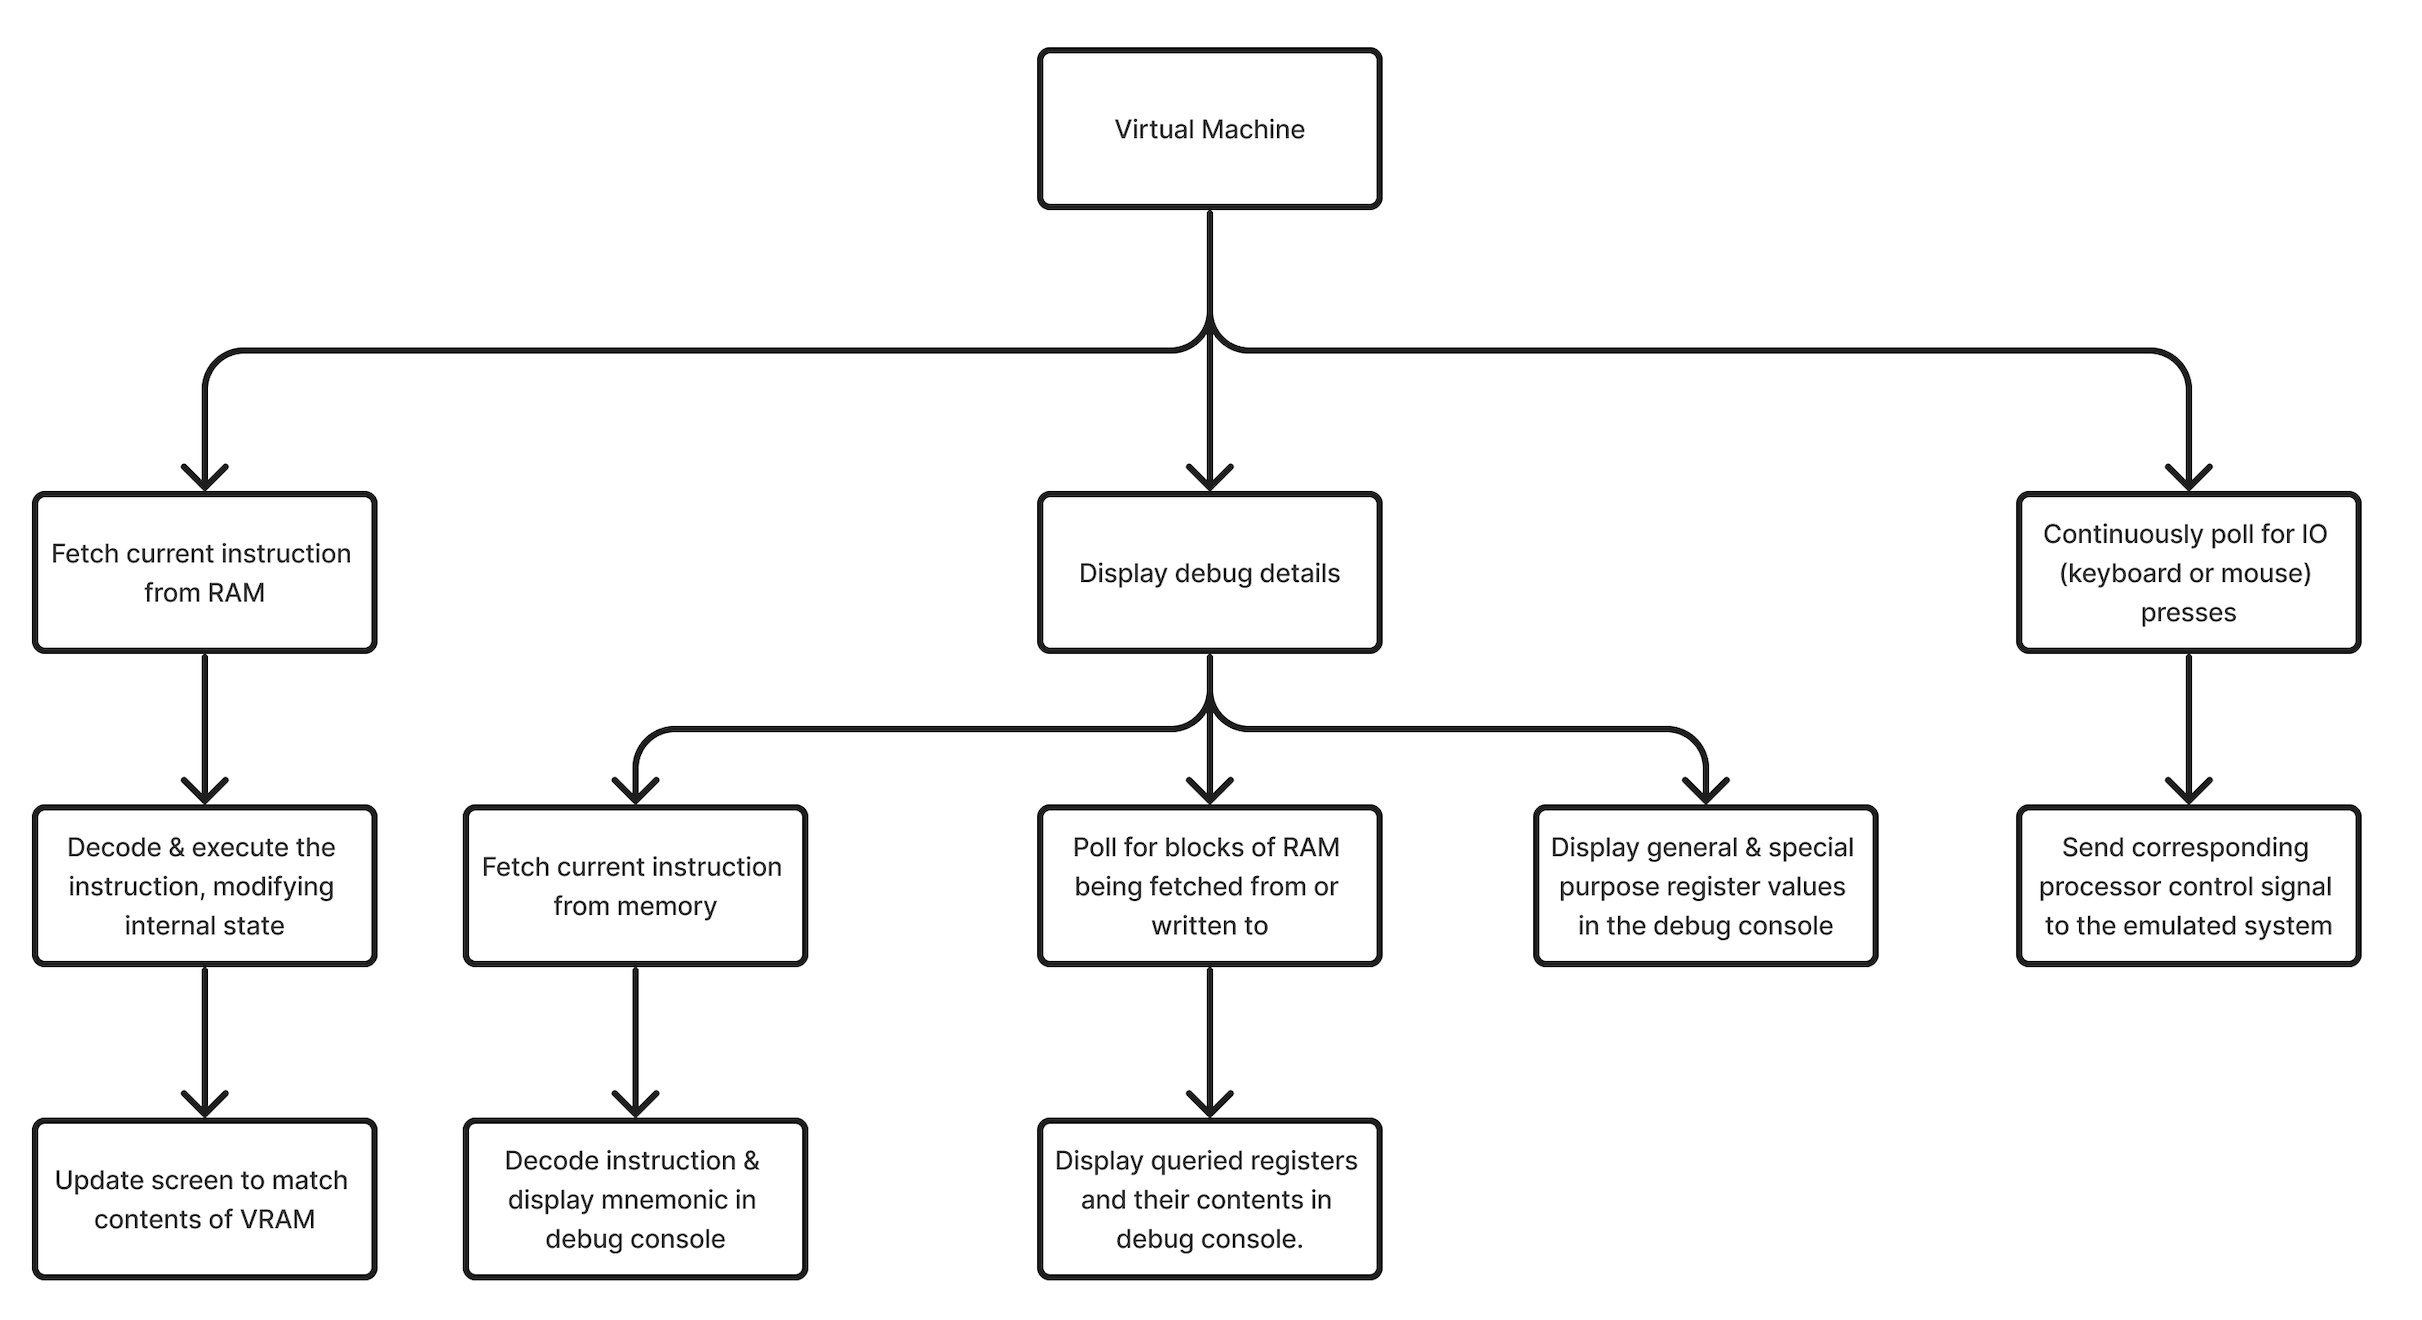 Virtual Machine
Fetch current instruction
from RAM
Display debug details
Continuously poll for IO
(keyboard or mouse)
presses
Decode & execute the
instruction, modifying
internal state
Fetch current instruction
from memory
Poll for blocks of RAM
being fetched from or
written to
Display general & special
purpose register values
in the debug console
Send corresponding
processor control signal
to the emulated system
Update screen to match
contents of VRAM
Decode instruction &
display mnemonic in
debug console
Display queried registers
and their contents in
debug console.